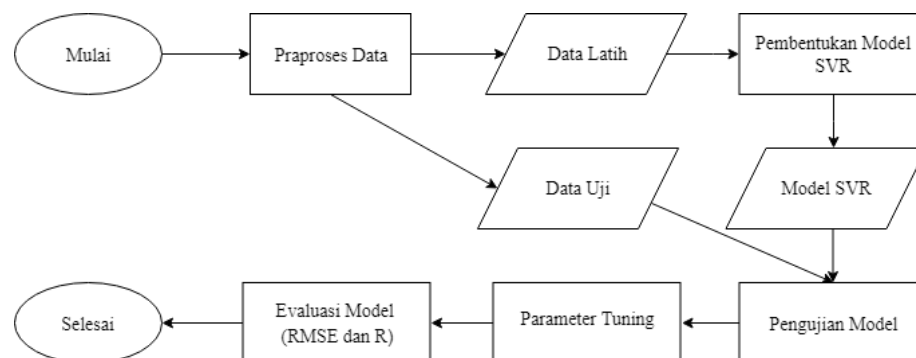 Mulai
Praproses Data
Data Latih
Pembentukan Model
SVR
Data Uji
Model SVR
Selesai
Evaluasi Model
(RMSE dan R)
Parameter Tuning
Pengujian Model